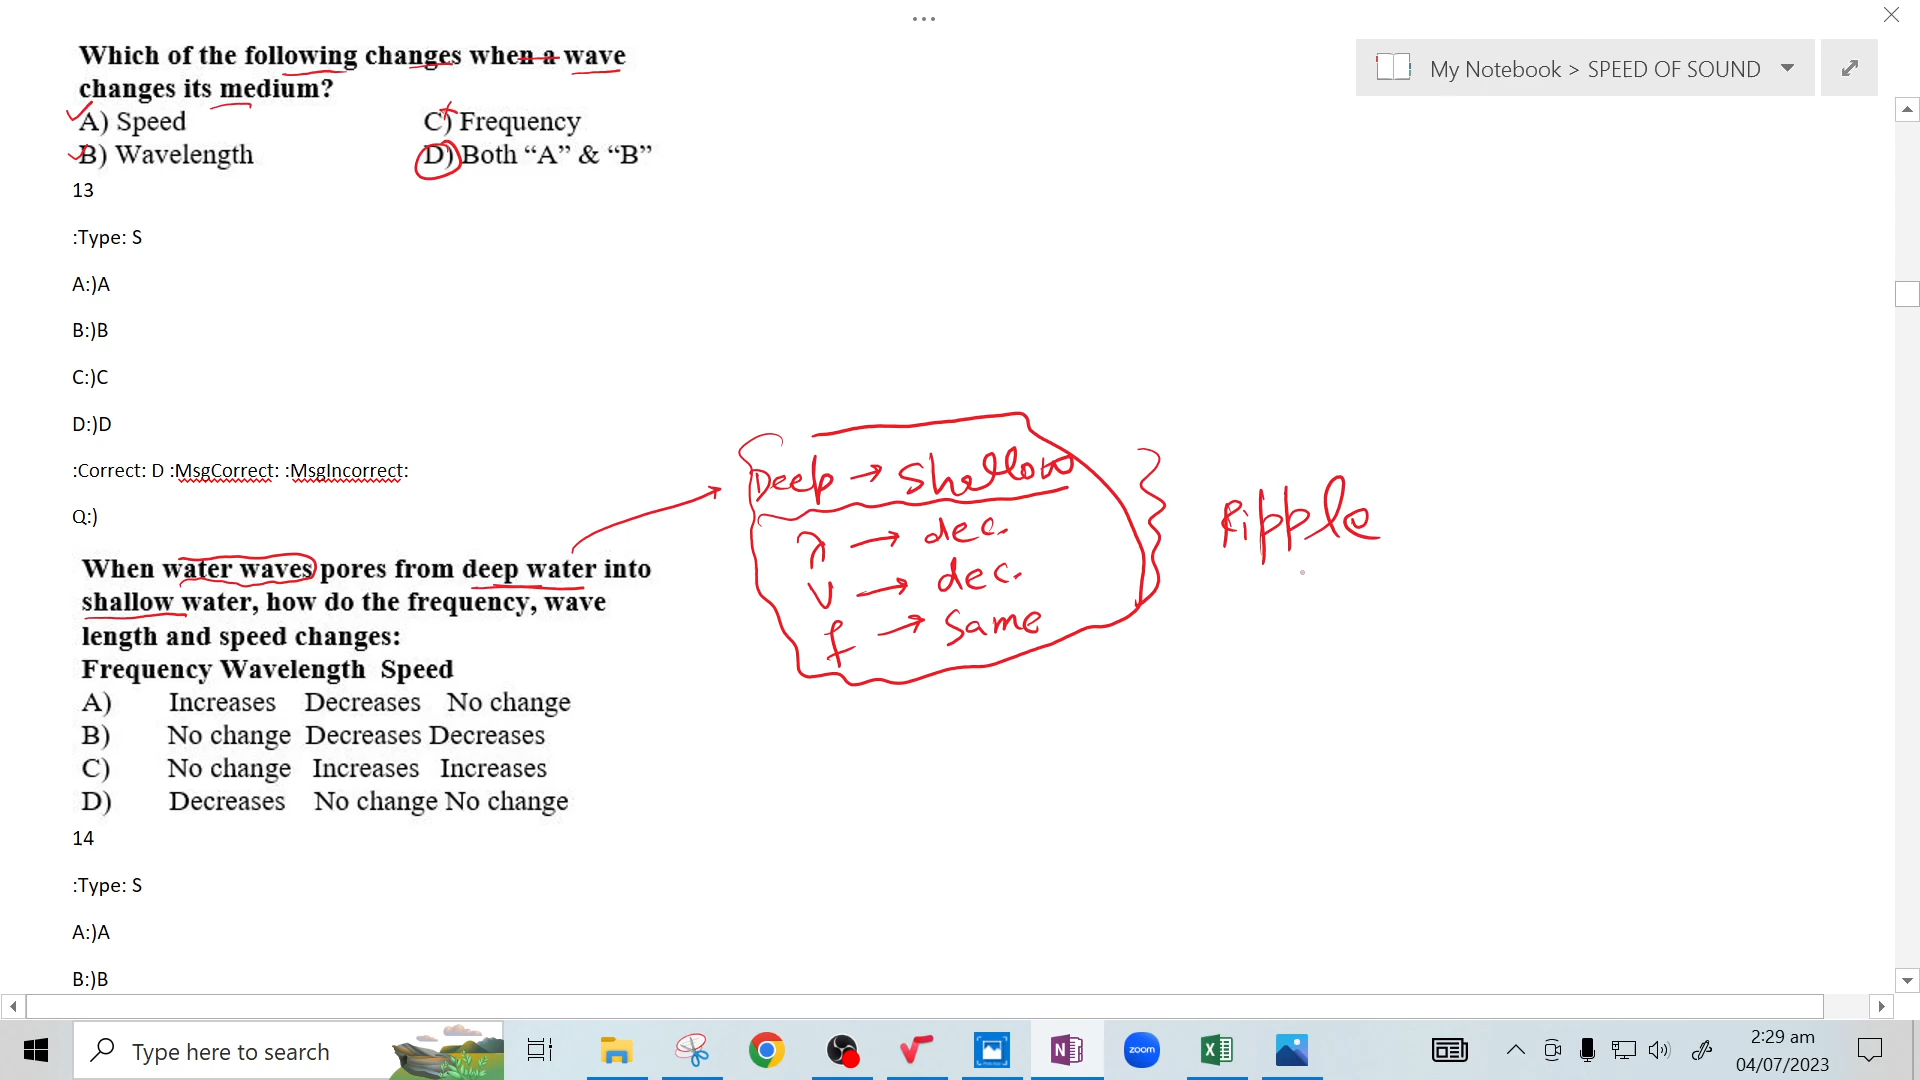 Which of the following changes when a wave
changes its medium?
A) Speed C) Frequency
B) Wavelength D) Both “A” & “B”
13
:Type: S
A:)A
B:)B
C:)C
D:)D
:Correct: D :MsgCorrect: :MsgIncorrect:
Q:)
When water waves pores from deep water into
shallow water, how do the frequency, wave
length and speed changes:
Frequency Wavelength Speed
A) Increases Decreases No change
B) No change Decreases Decreases
C) No change Increases Increases
D) Decreases No change No change
14
:Type: S
A:)A
B:)B
My Notebook > SPEED OF SOUND
Deep → Shallow
λ → dec.
v → dec.
f → Same
Ripple
Type here to search
zoom
2:29 am
04/07/2023